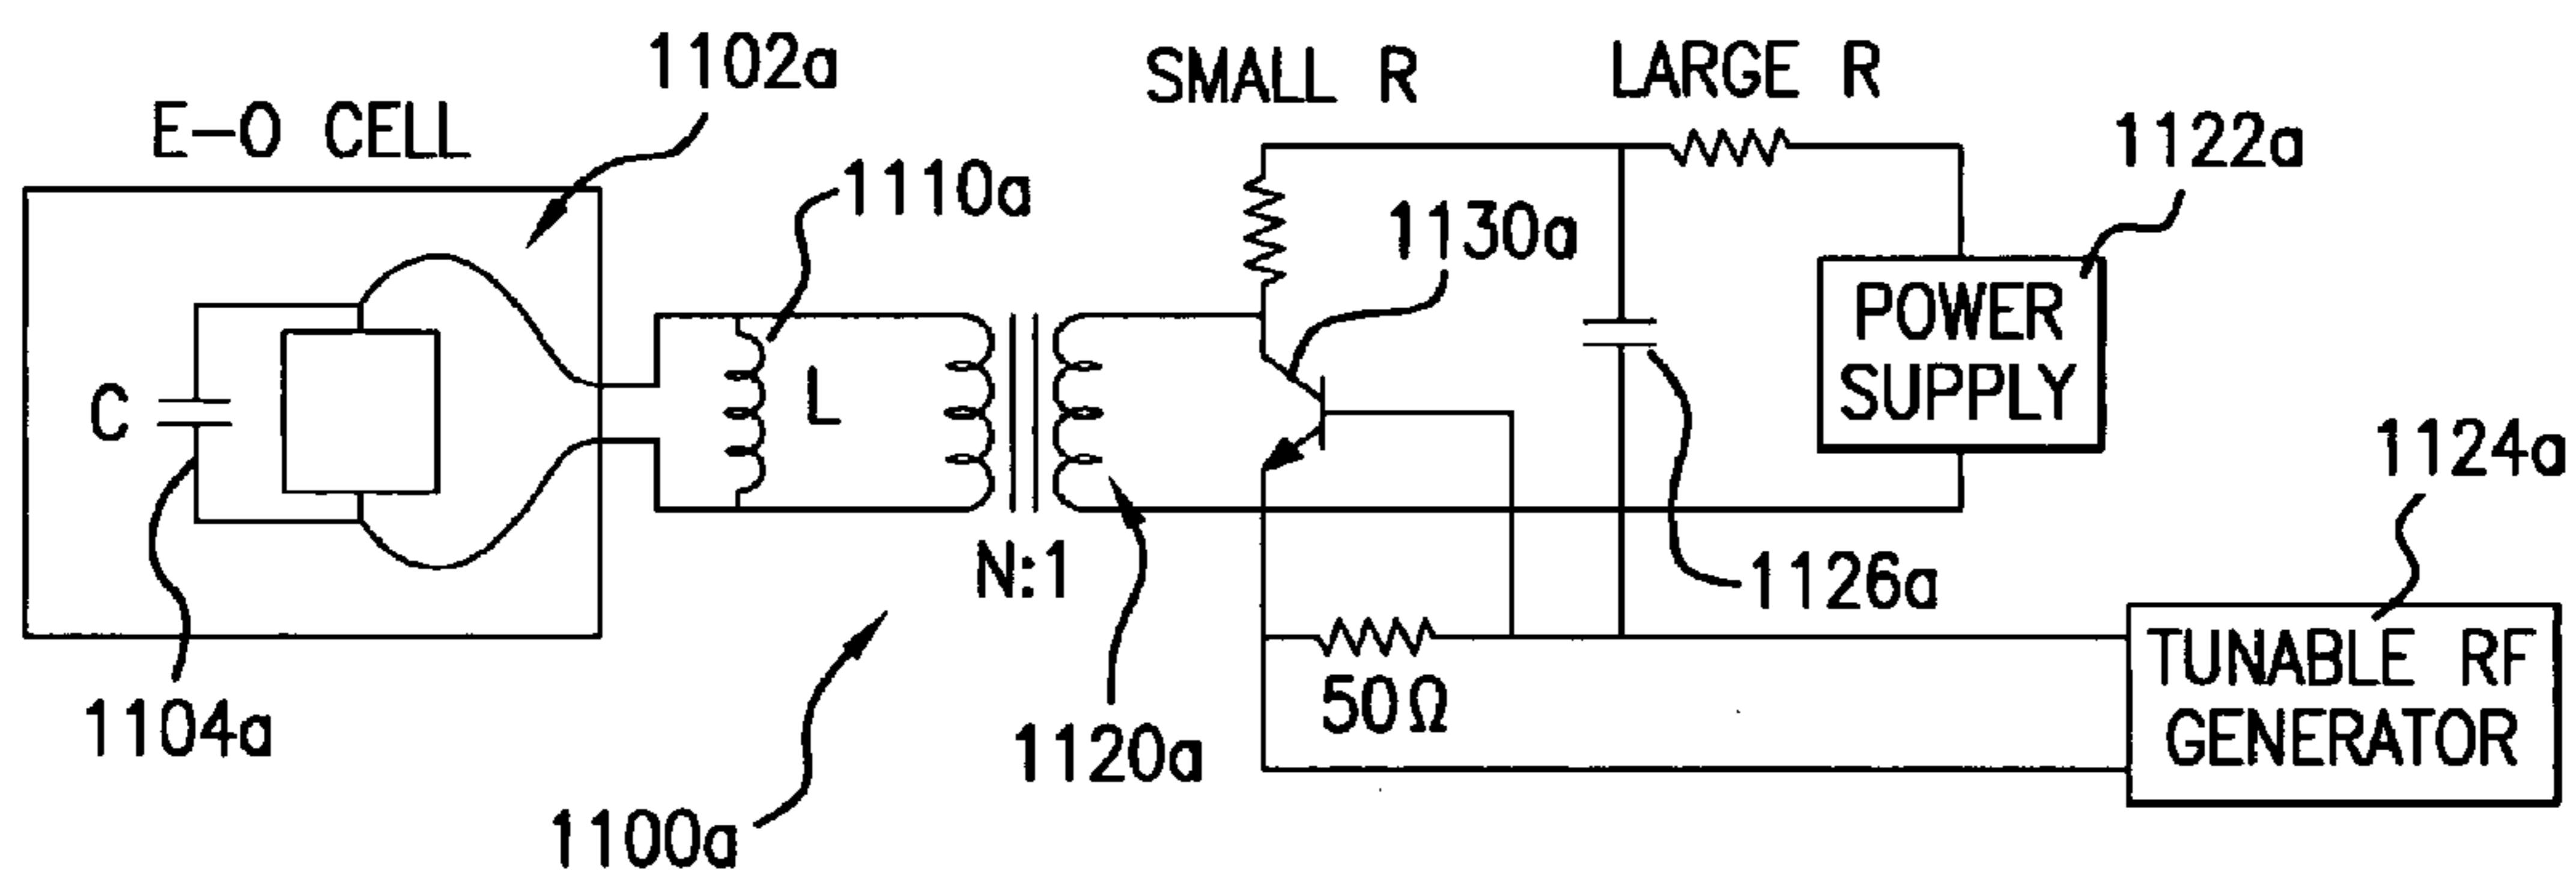 1102a
SMALL R
LARGE R
E-O CELL
1122a
1110a
1130a
POWER
SUPPLY
C
L
1124a
N:1
1126a
TUNABLE RF
GENERATOR
50Ω
1104a
1120a
1100a